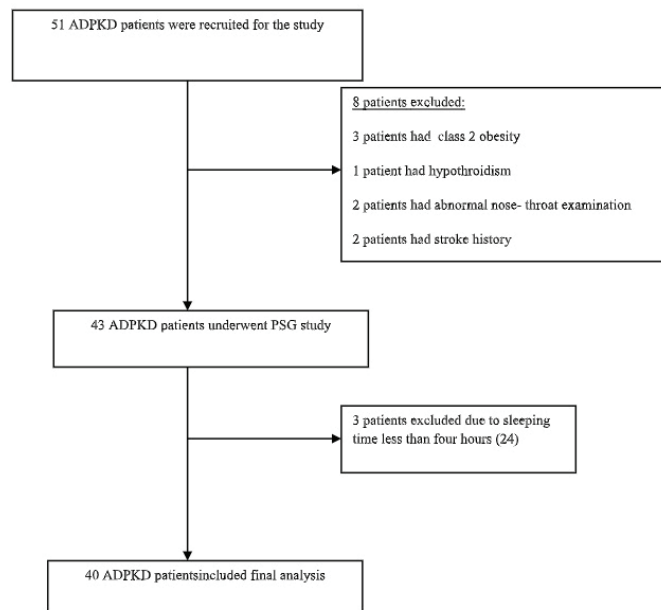 51 ADPKD patients were recruited for the study
8 patients excluded:
3 patients had class 2 obesity
1 patient had hypothroidism
2 patients had abnormal nose- throat examination
2 patients had stroke history
43 ADPKD patients underwent PSG study
3 patients excluded due to sleeping
time less than four hours (24)
40 ADPKD patientsincluded final analysis